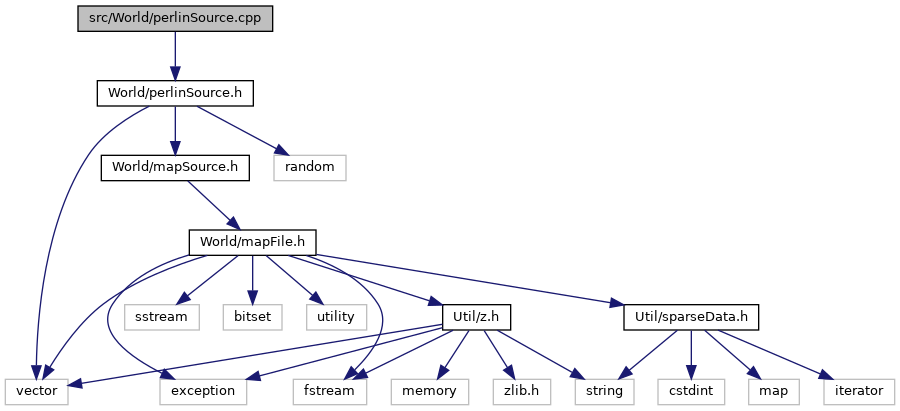 src/World/perlinSource.cpp
World/perlinSource.h
World/mapSource.h
random
World/mapFile.h
sstream
bitset
utility
Util/z.h
Util/sparseData.h
vector
exception
fstream
memory
zlib.h
string
cstdint
map
iterator